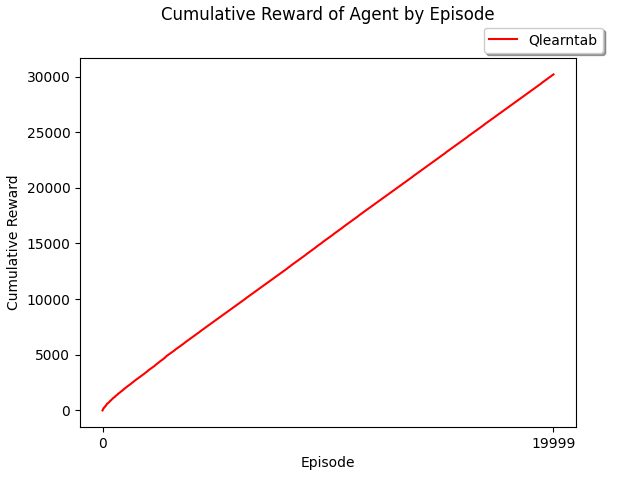 Cumulative Reward of Agent by Episode
Qlearntab
30000
25000
20000
15000
10000
5000
0
Cumulative Reward
0
19999
Episode